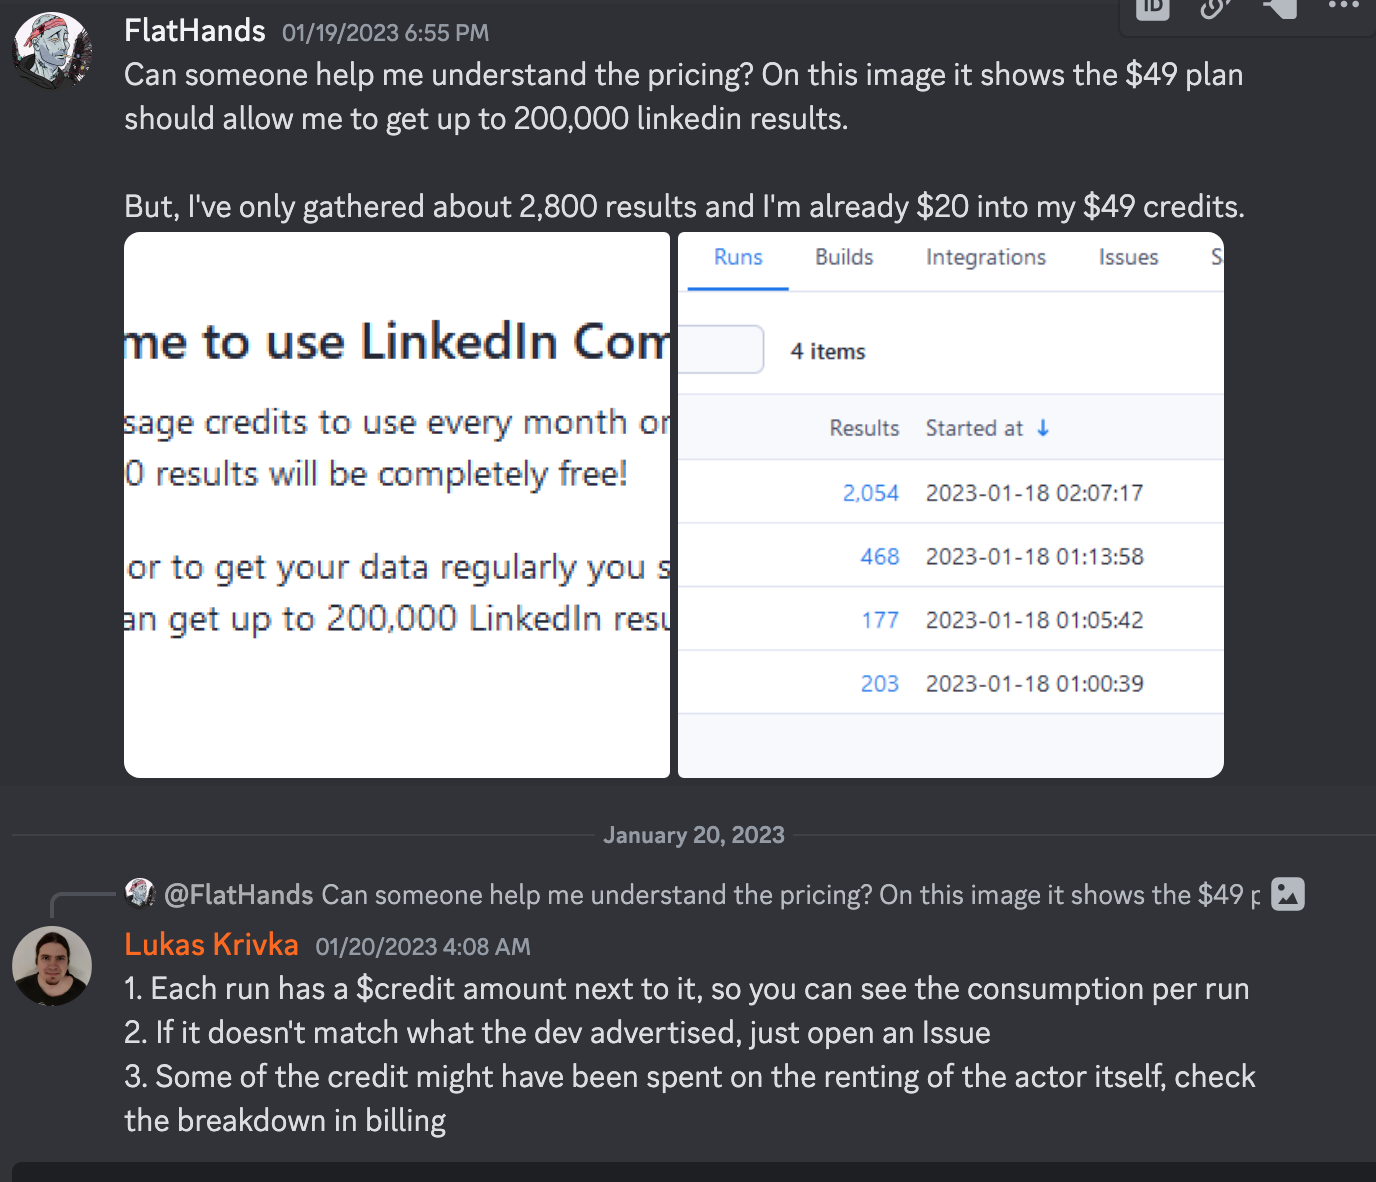 ID
FlatHands 01/19/2023 6:55 PM
Can someone help me understand the pricing? On this image it shows the $49 plan
should allow me to get up to 200,000 linkedin results.
But, I've only gathered about 2,800 results and I'm already $20 into my $49 credits.
me to use LinkedIn Com
sage credits to use every month or
0 results will be completely free!
or to get your data regularly you s
an get up to 200,000 LinkedIn resu
Runs Builds Integrations Issues S
4 items
Results Started at ↓
2,054 2023-01-18 02:07:17
468 2023-01-18 01:13:58
177 2023-01-18 01:05:42
203 2023-01-18 01:00:39
January 20, 2023
@FlatHands Can someone help me understand the pricing? On this image it shows the $49 p
Lukas Krivka 01/20/2023 4:08 AM
1. Each run has a $credit amount next to it, so you can see the consumption per run
2. If it doesn't match what the dev advertised, just open an Issue
3. Some of the credit might have been spent on the renting of the actor itself, check
the breakdown in billing